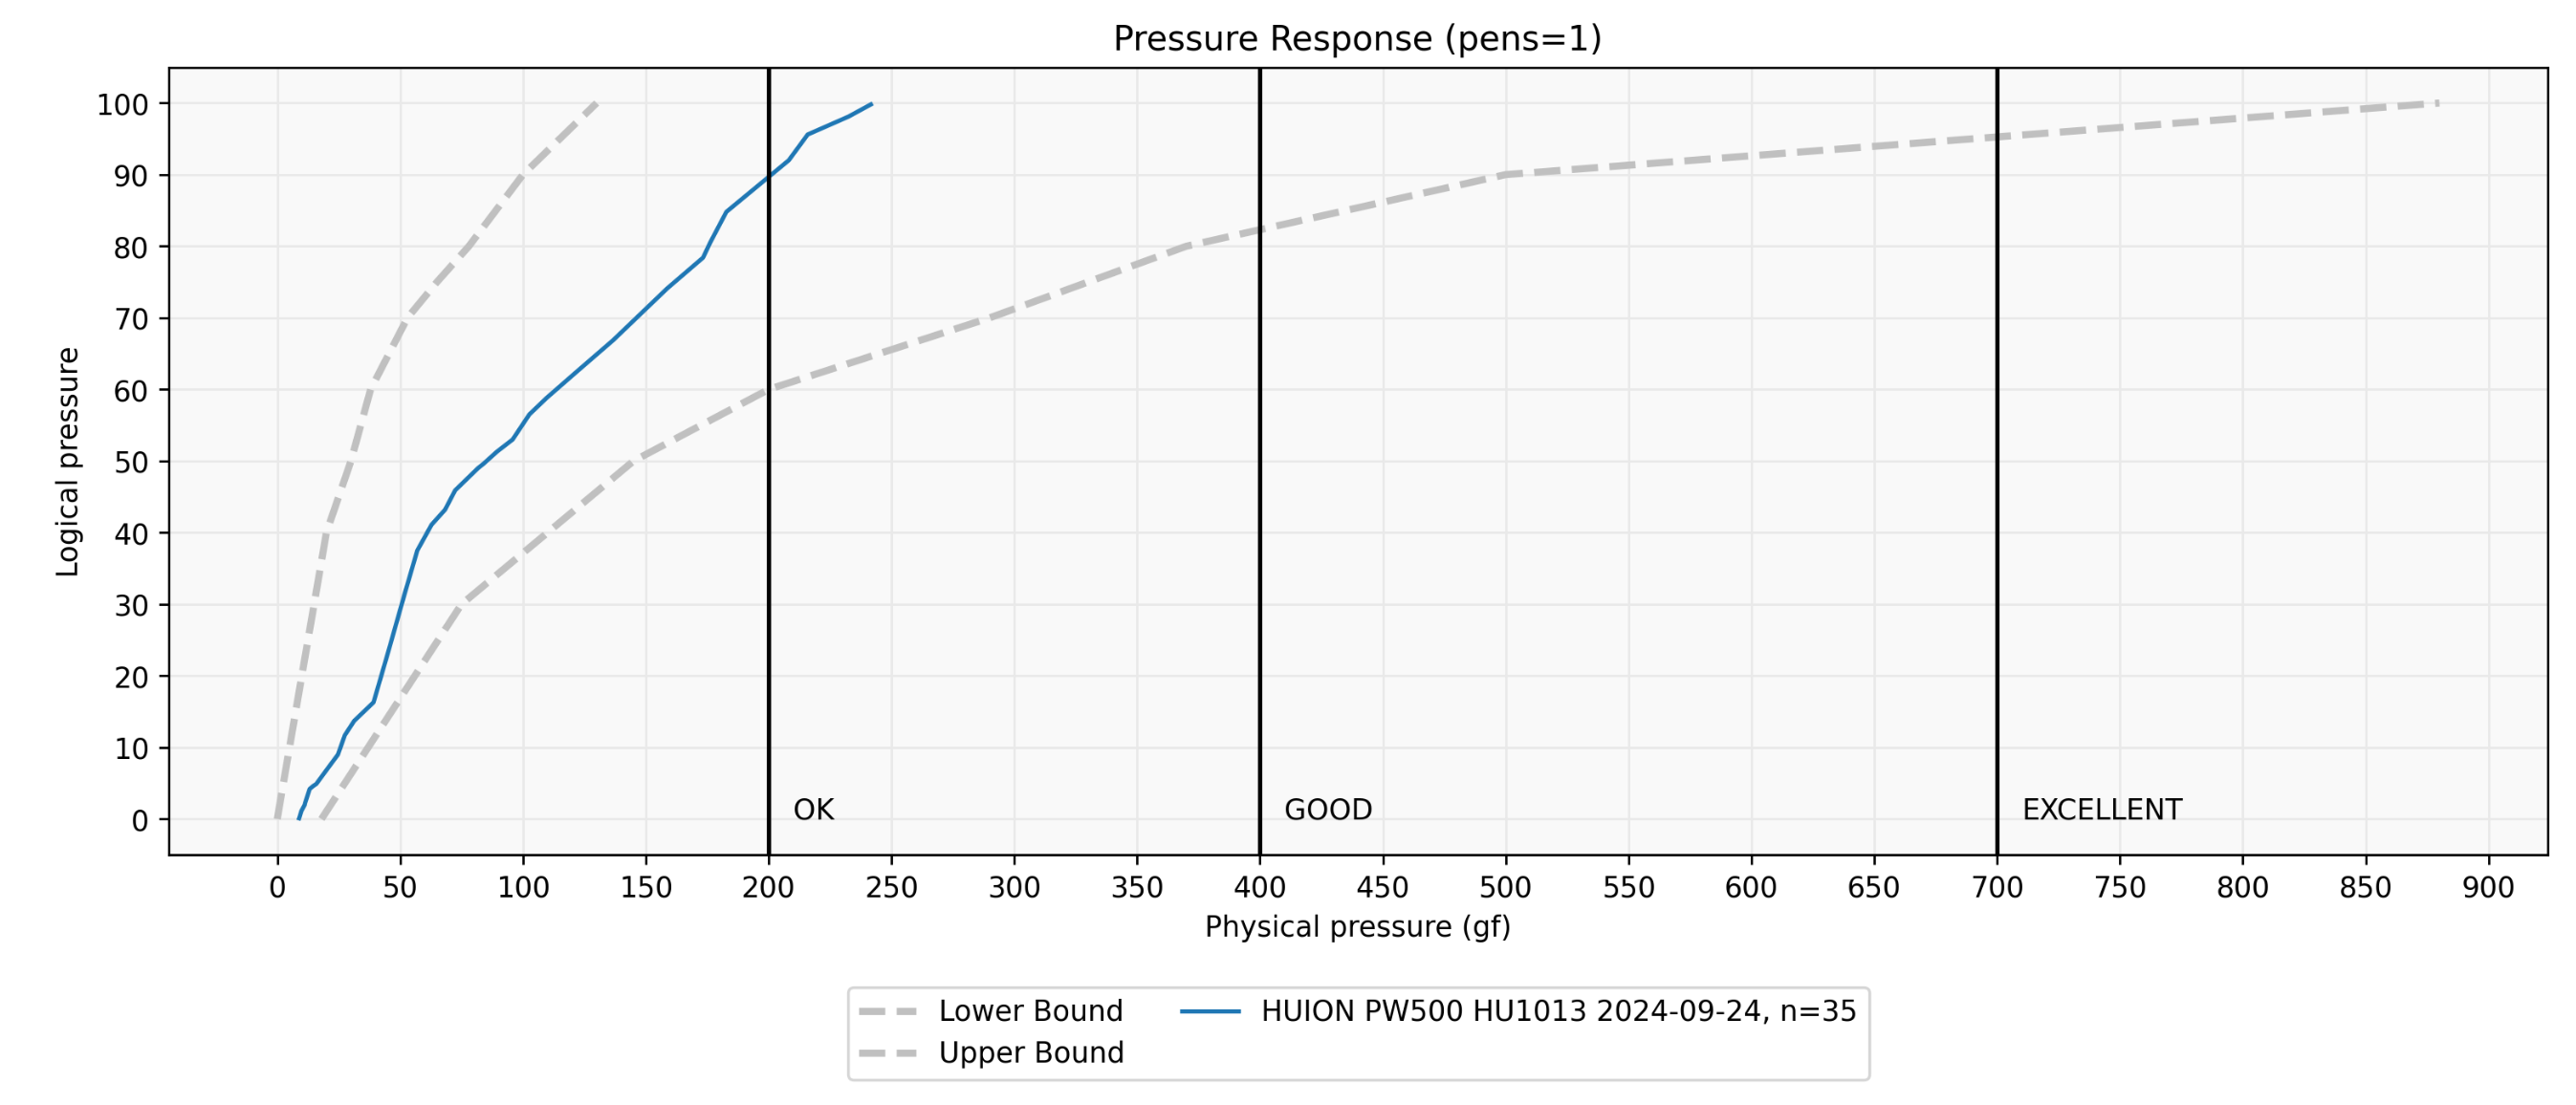 Pressure Response (pens=1)
Logical pressure
100
90
80
70
60
50
40
30
20
10
0
OK
GOOD
EXCELLENT
0 50 100 150 200 250 300 350 400 450 500 550 600 650 700 750 800 850 900
Physical pressure (gf)
Lower Bound
Upper Bound
HUION PW500 HU1013 2024-09-24, n=35